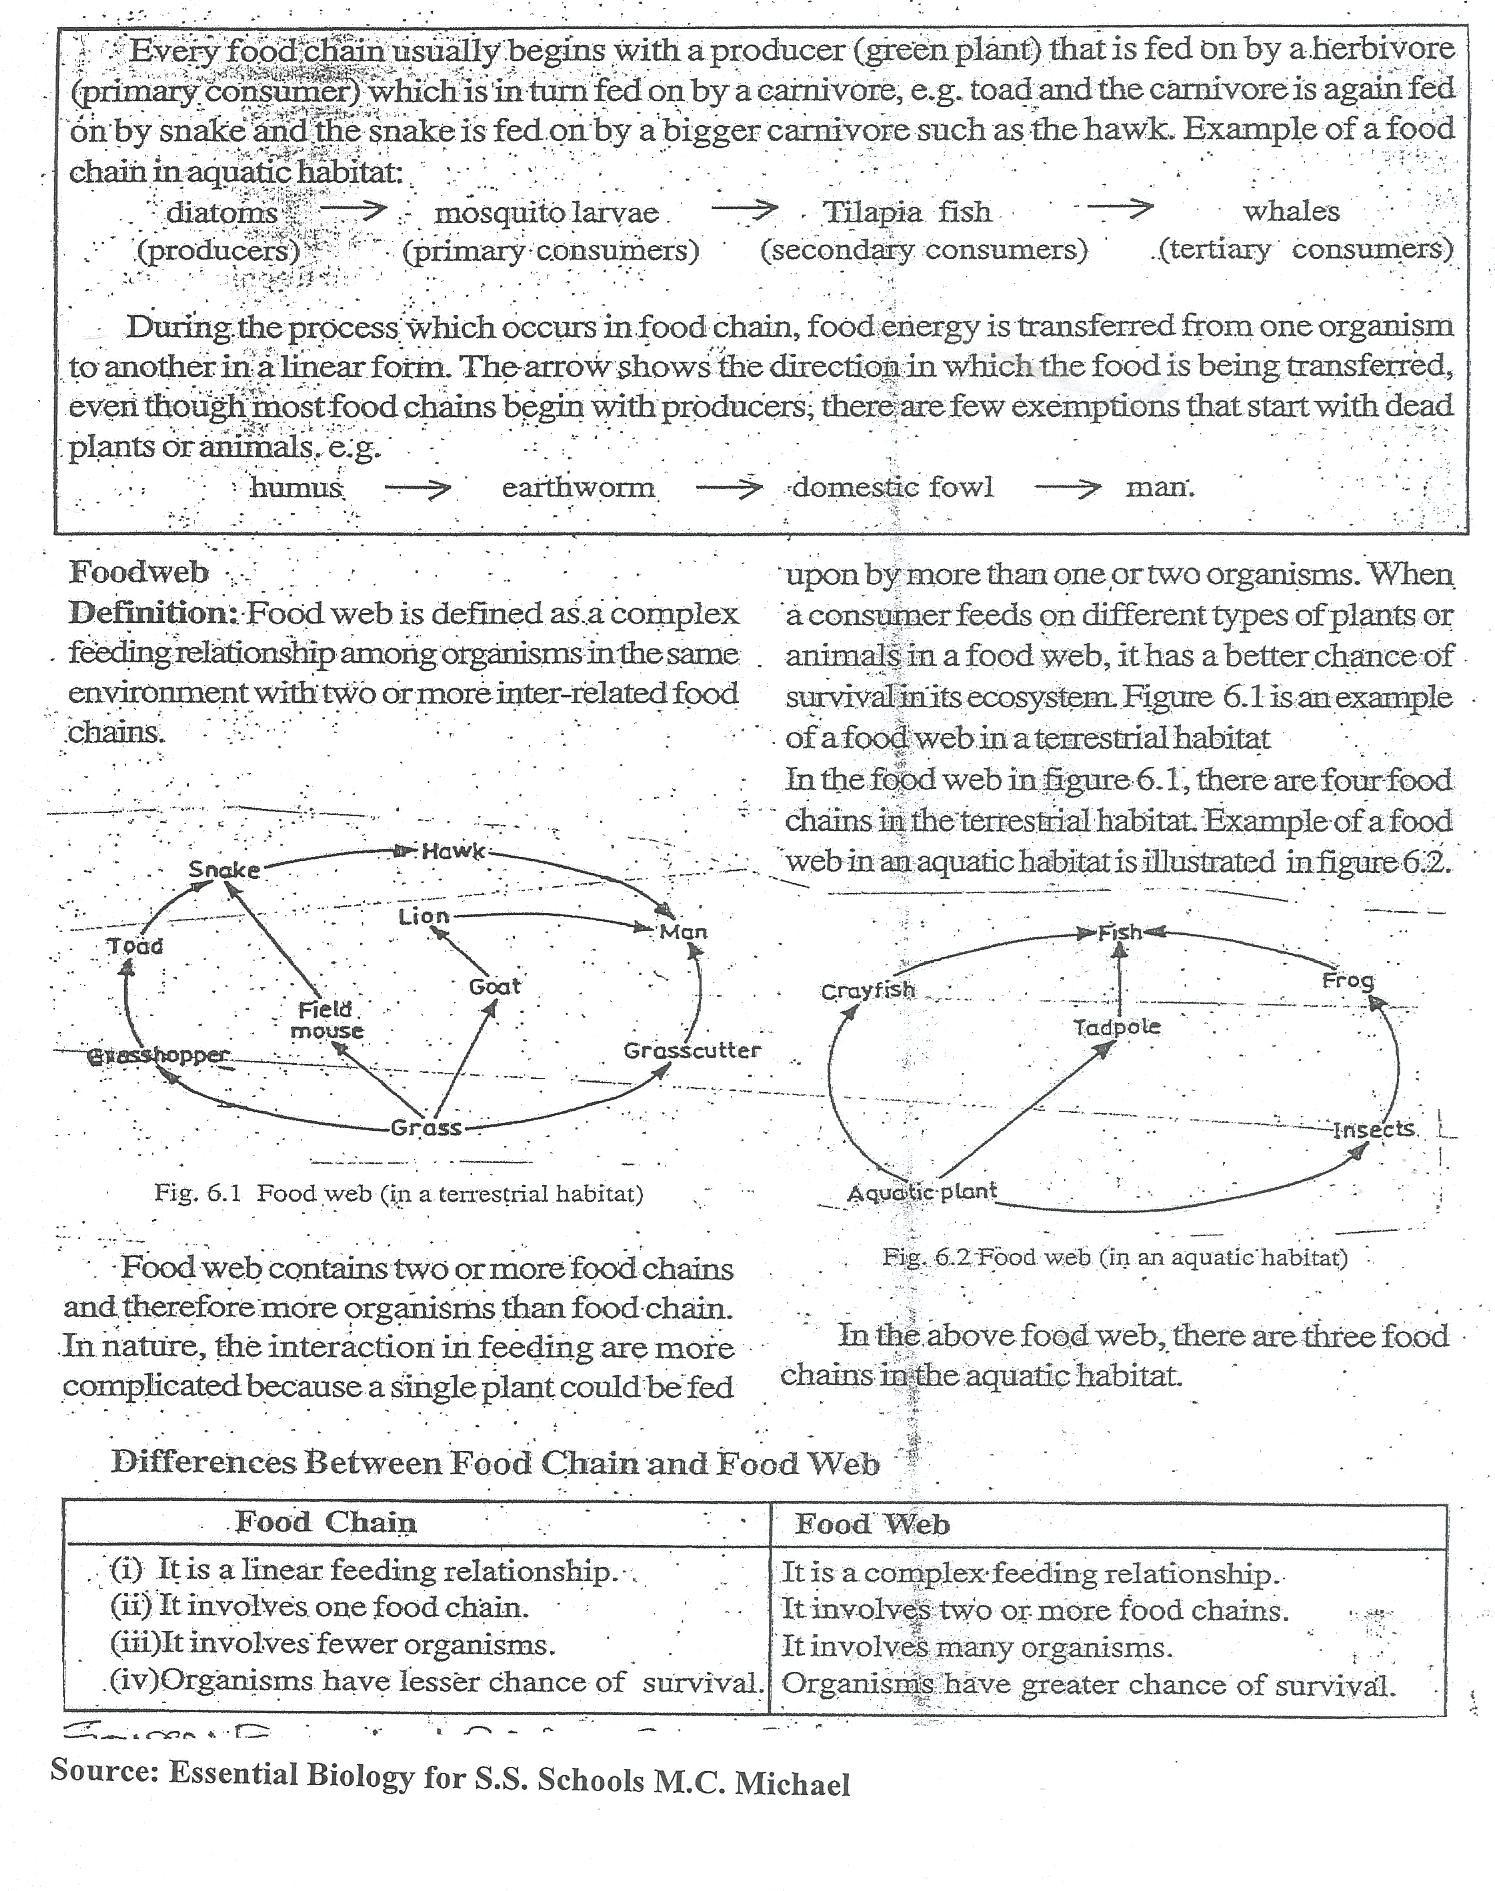 Every food chain usually begins with a producer (green plant) that is fed on by a herbivore
(primary consumer) which is in turn fed on by a carnivore, e.g. toad and the carnivore is again fed
on by snake and the snake is fed on by a bigger carnivore such as the hawk. Example of a food
chain in aquatic habitat:
diatoms → mosquito larvae → Tilapia fish → whales
(producers) (primary consumers) (secondary consumers) (tertiary consumers)
During the process which occurs in food chain, food energy is transferred from one organism
to another in a linear form. The arrow shows the direction in which the food is being transferred,
even though most food chains begin with producers; there are few exemptions that start with dead
plants or animals. e.g.
humus → earthworm → domestic fowl → man.
Foodweb
Definition: Food web is defined as a complex
feeding relationship among organisms in the same
environment with two or more inter-related food
chains.
Snake
Hawk
Lion
Man
Toad
Goat
Field
mouse
Grasshopper
Grasscutter
Grass
Fig. 6.1 Food web (in a terrestrial habitat)
Food web contains two or more food chains
and therefore more organisms than food chain.
In nature, the interaction in feeding are more
complicated because a single plant could be fed
upon by more than one or two organisms. When
a consumer feeds on different types of plants or
animals in a food web, it has a better chance of
survival in its ecosystem. Figure 6.1 is an example
of a food web in a terrestrial habitat
In the food web in figure 6.1, there are four food
chains in the terrestrial habitat. Example of a food
web in an aquatic habitat is illustrated in figure 6.2.
Fish
Crayfish
Frog
Tadpole
Insects
Aquatic plant
Fig. 6.2 Food web (in an aquatic habitat)
In the above food web, there are three food
chains in the aquatic habitat.
Differences Between Food Chain and Food Web
Food Chain Food Web
(i) It is a linear feeding relationship. It is a complex feeding relationship.
(ii) It involves one food chain. It involves two or more food chains.
(iii) It involves fewer organisms. It involves many organisms.
(iv) Organisms have lesser chance of survival. Organisms have greater chance of survival.
Source: Essential Biology for S.S. Schools M.C. Michael